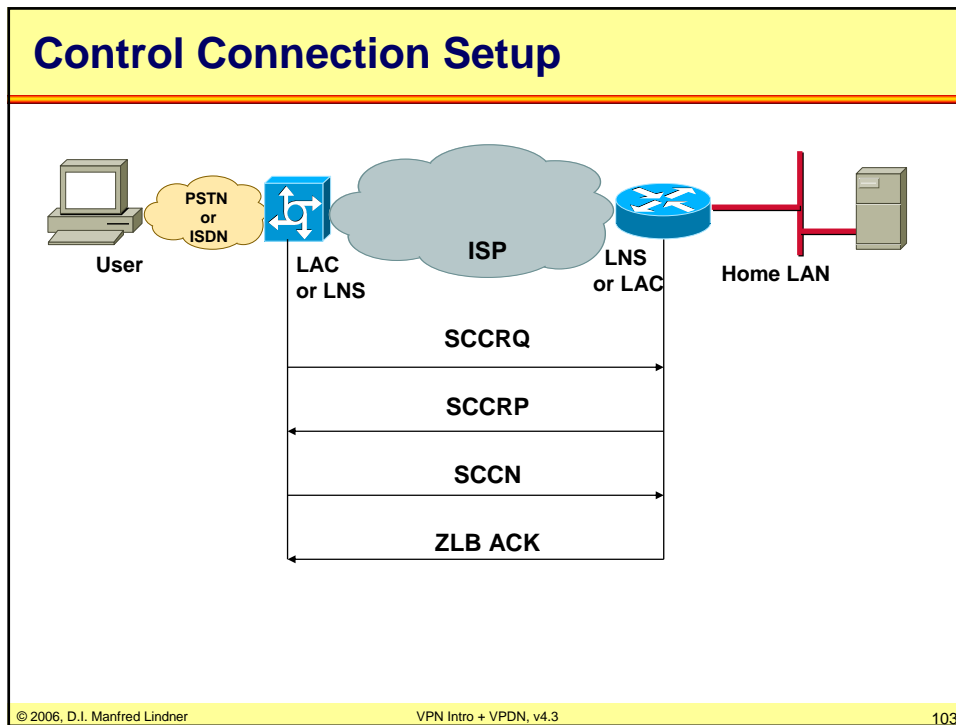 Control Connection Setup
PSTN
or
ISDN
User
LAC
or LNS
ISP
LNS
or LAC
Home LAN
SCCRQ
SCCRP
SCCN
ZLB ACK
© 2006, D.I. Manfred Lindner
VPN Intro + VPDN, v4.3
103